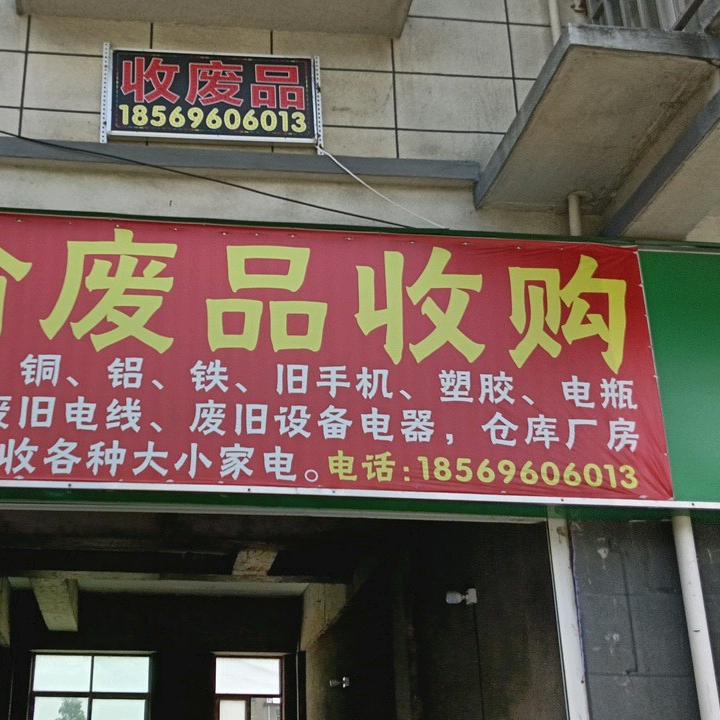 收废品
18569606013
废品收购
铜、铝、铁、旧手机、塑胶、电瓶
废旧电线、废旧设备电器，仓库厂房
收各种大小家电。电话:18569606013